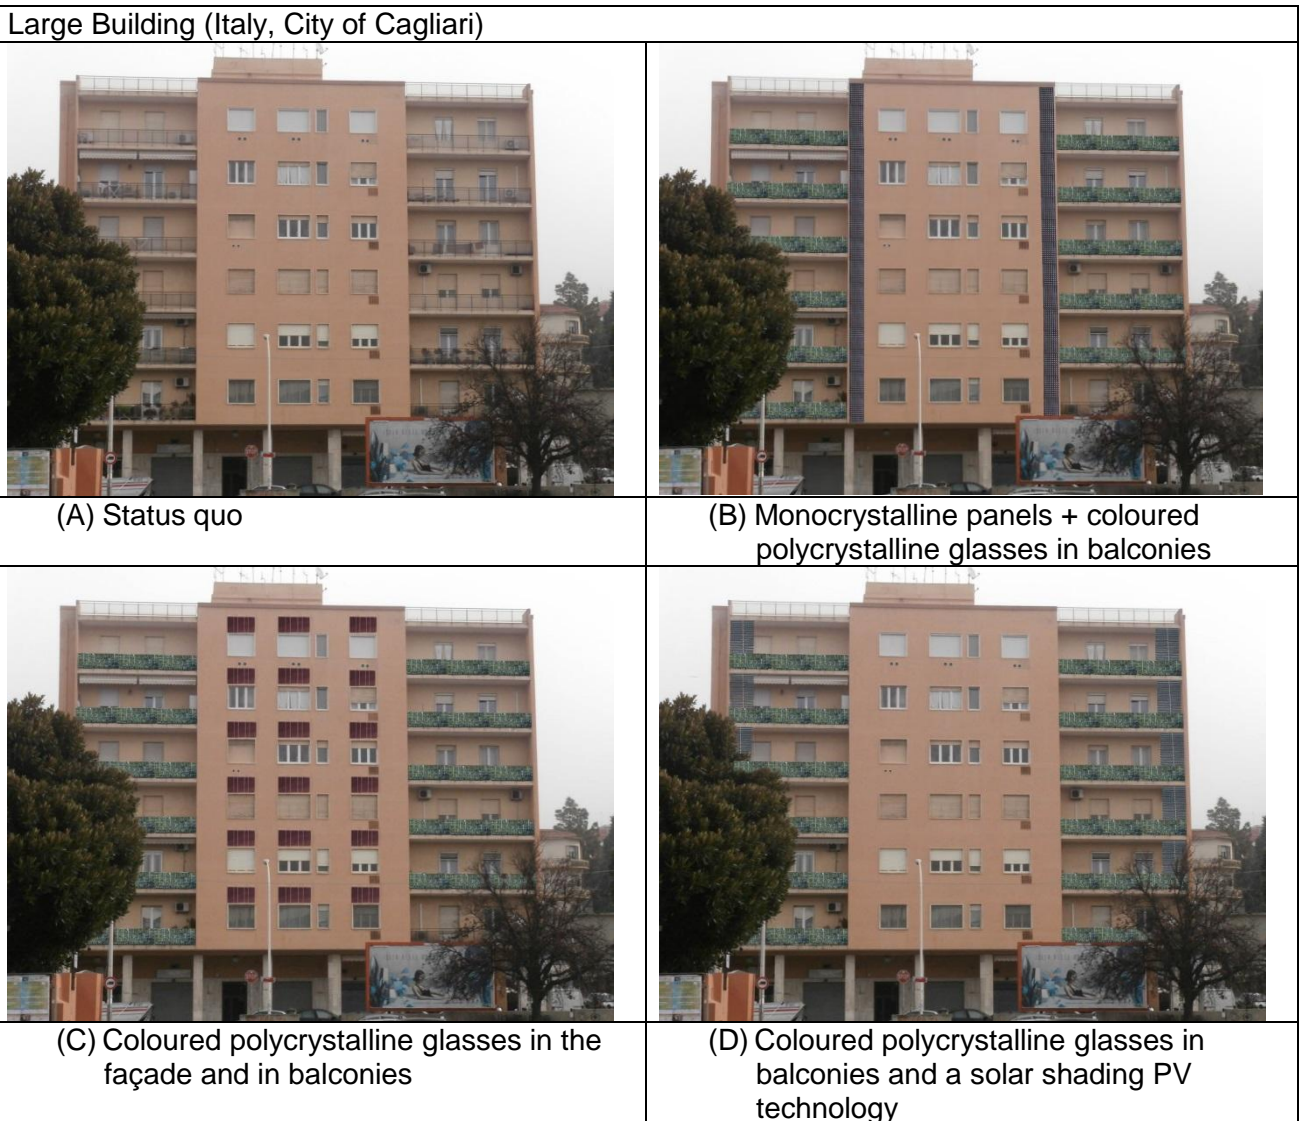 Large Building (Italy, City of Cagliari)
(A) Status quo
(B) Monocrystalline panels + coloured
polycrystalline glasses in balconies
(C) Coloured polycrystalline glasses in the
façade and in balconies
(D) Coloured polycrystalline glasses in
balconies and a solar shading PV
technology